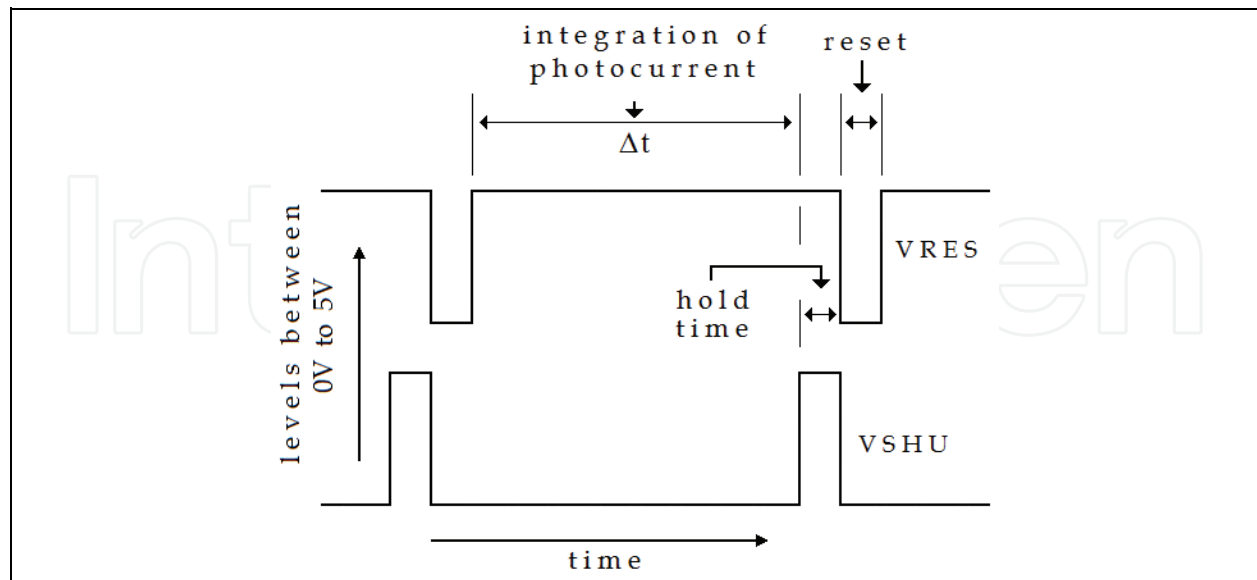 integration of
photocurrent
reset
Δt
levels between
0V to 5V
VRES
hold
time
VSHU
time